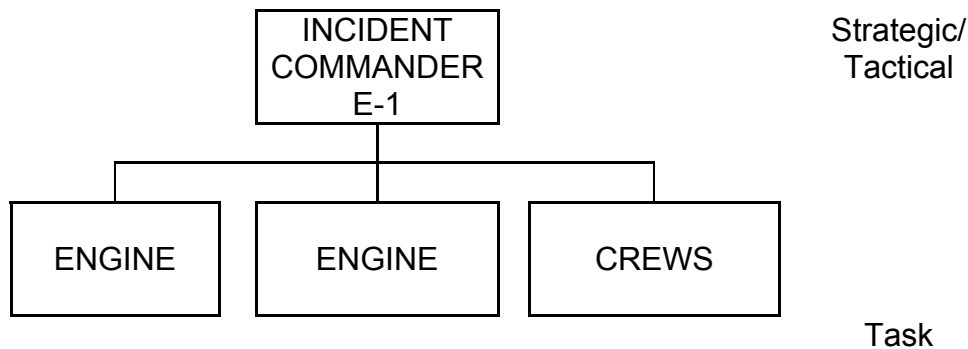 INCIDENT
COMMANDER
E-1
Strategic/
Tactical
ENGINE
ENGINE
CREWS
Task